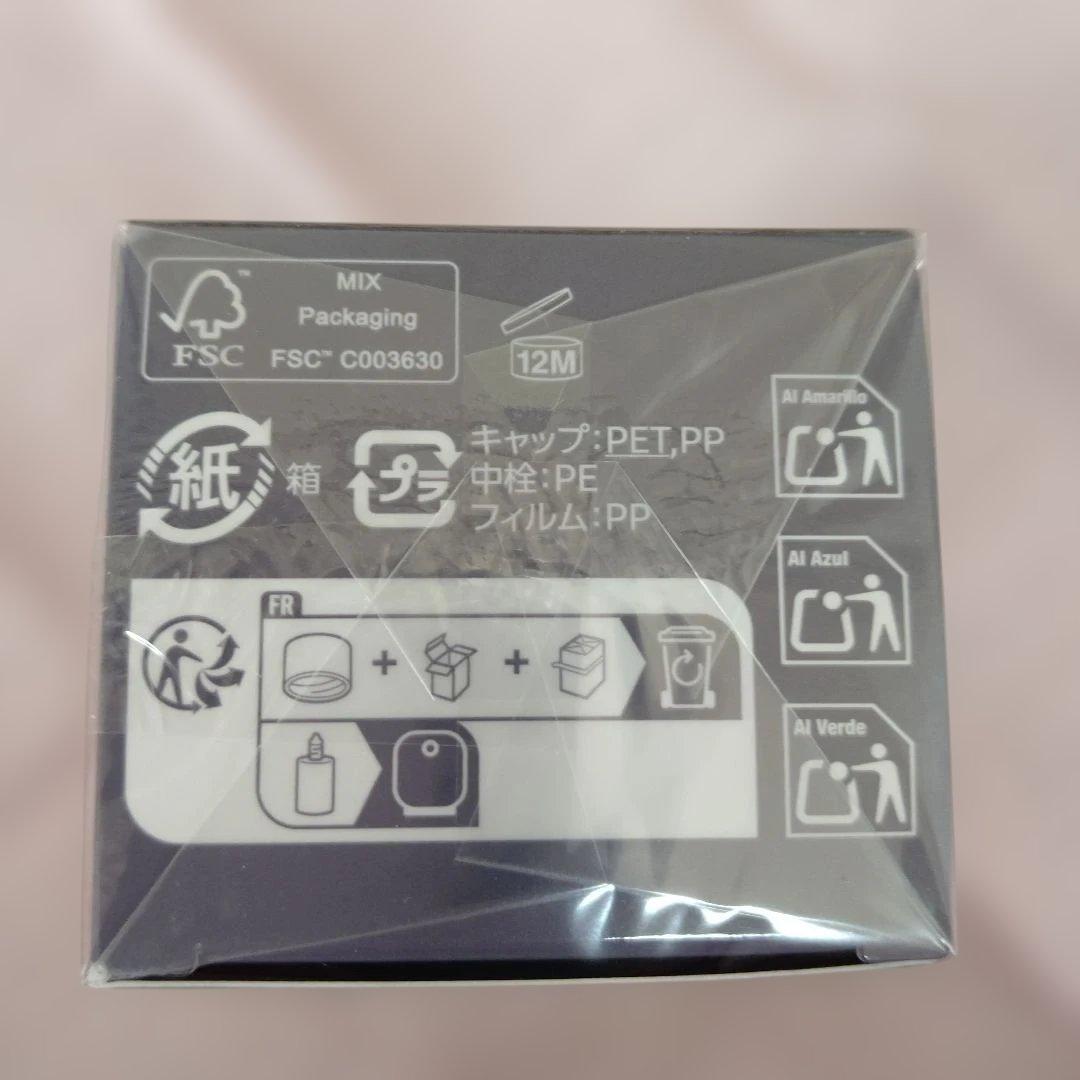 MIX
Packaging
FSC™ C003630
FSC
™
12M
紙
箱
プラ
キャップ:PET,PP
中栓:PE
フィルム:PP
Al Amarillo
Al Azul
Al Verde
FR